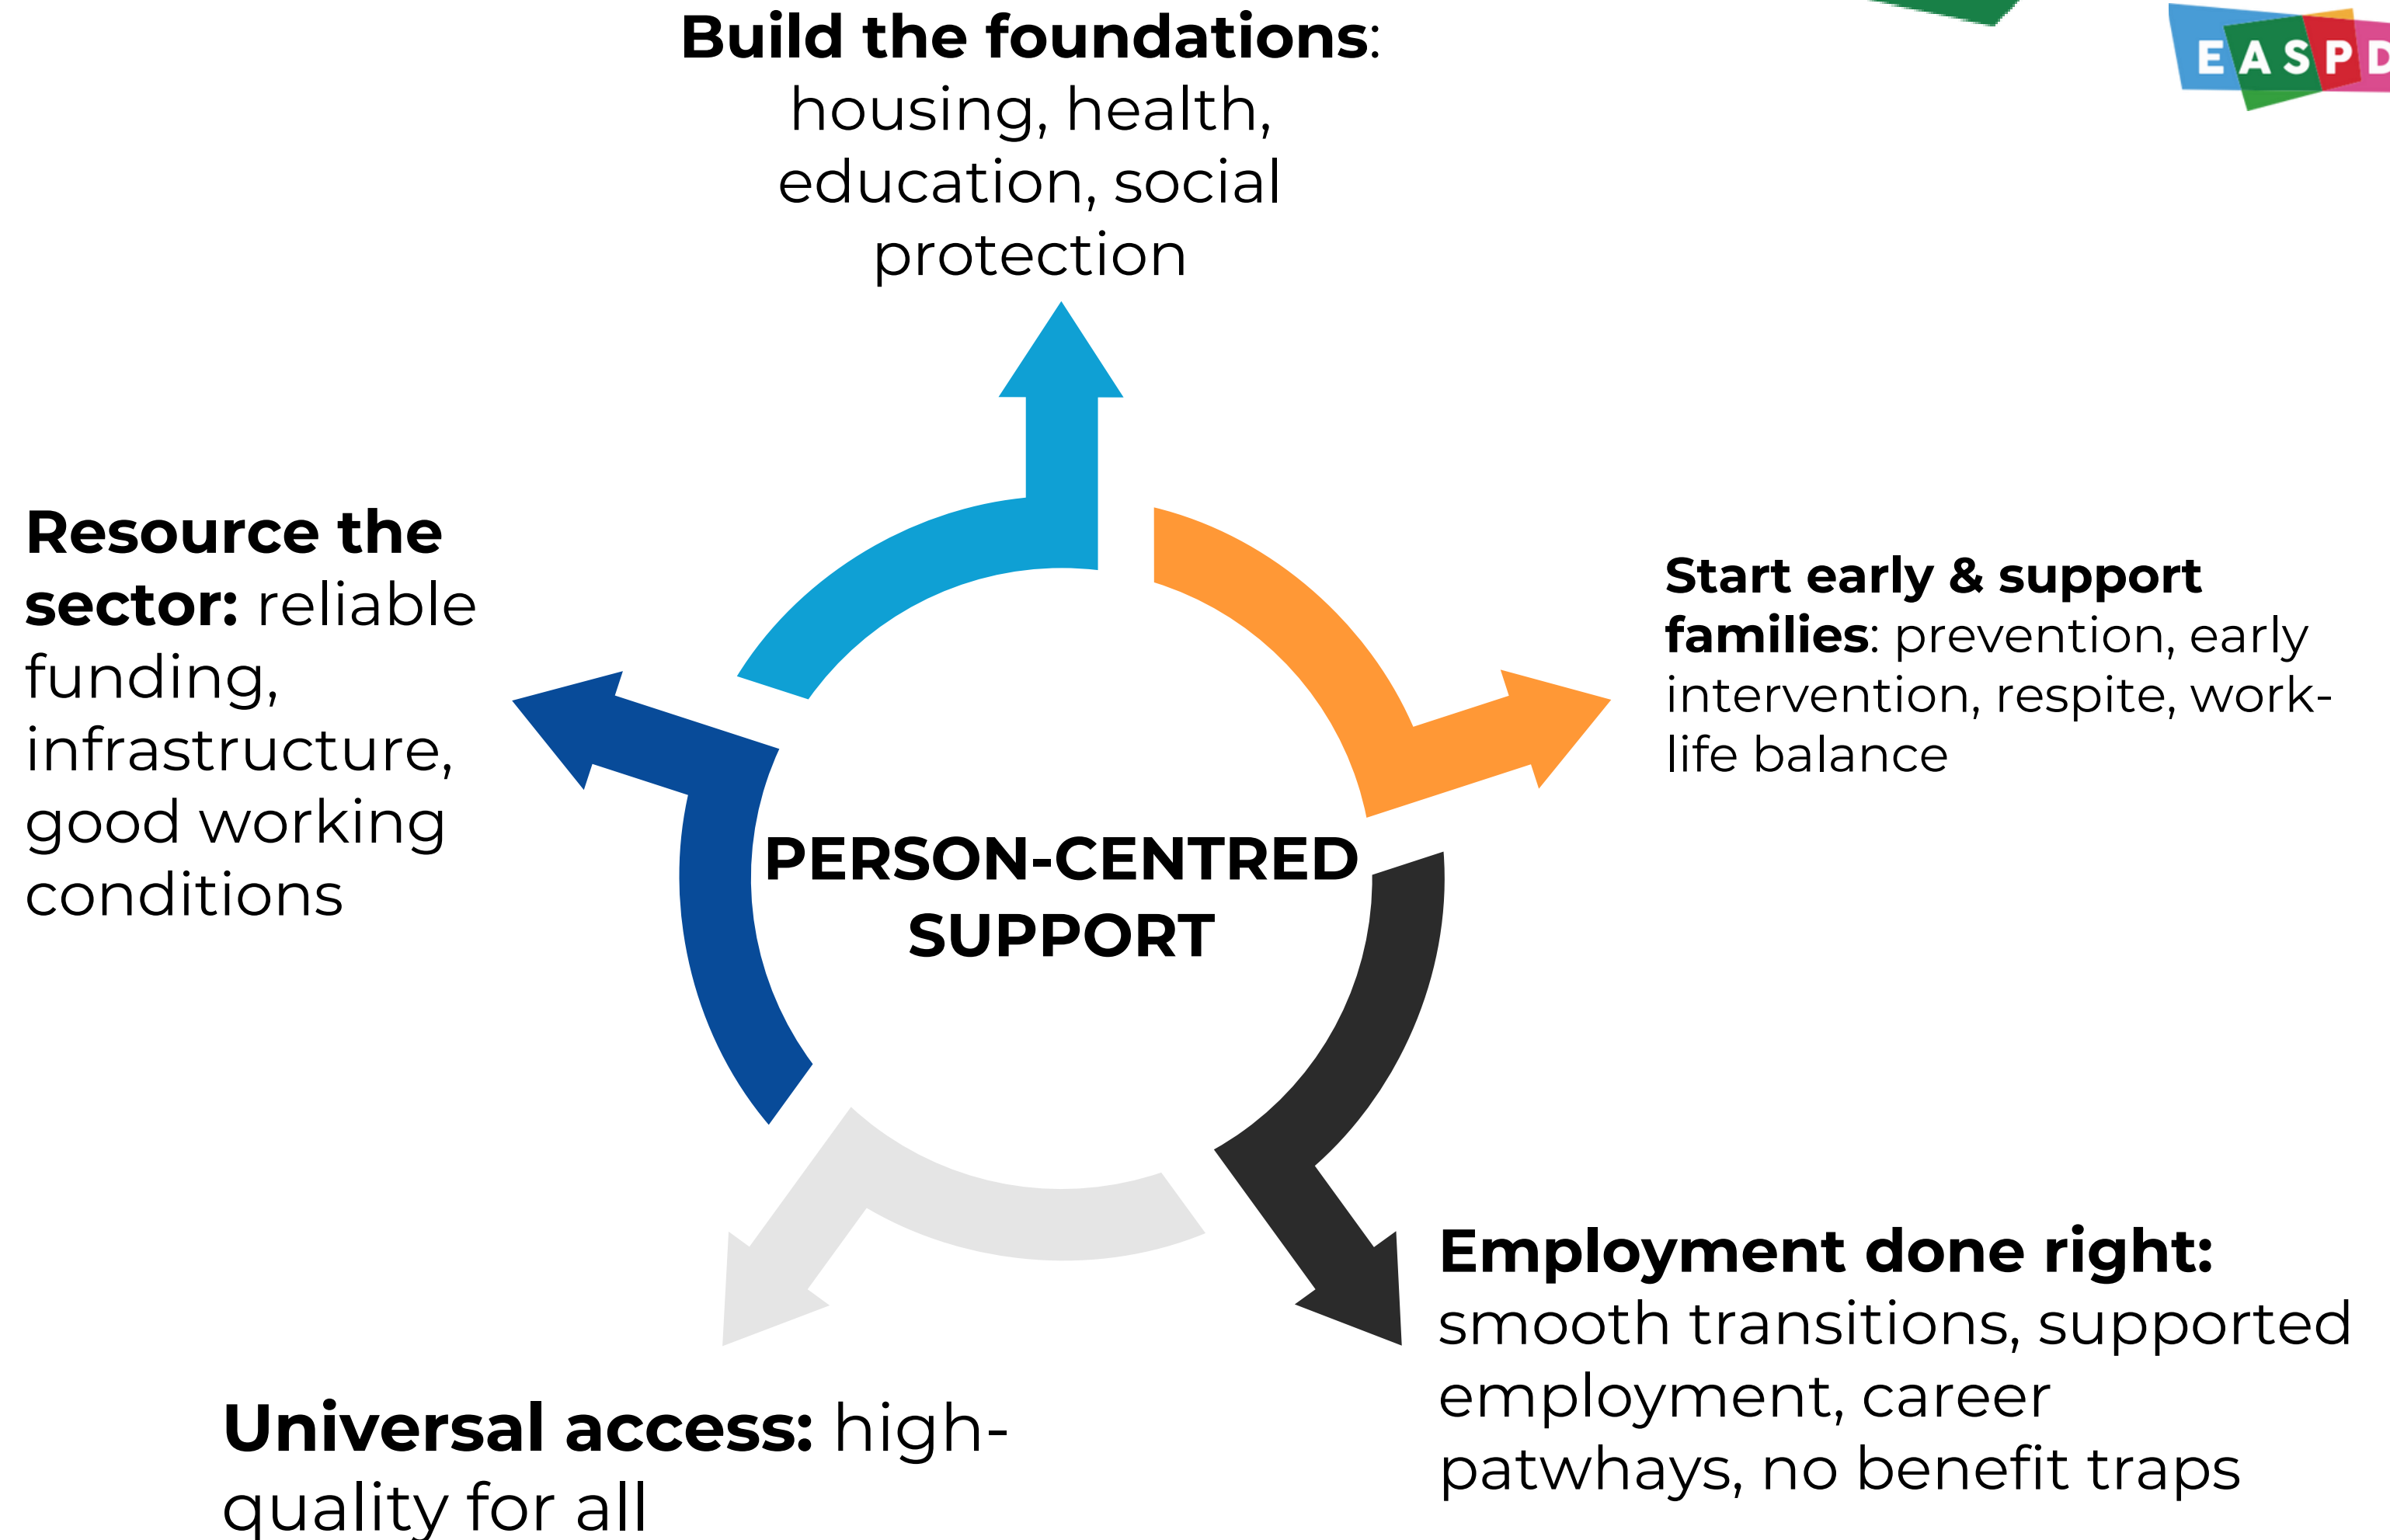 Build the foundations:
housing, health,
education, social
protection
EASPD
Resource the
sector: reliable
funding,
infrastructure,
good working
conditions
Start early & support
families: prevention, early
intervention, respite, work-
life balance
PERSON-CENTRED
SUPPORT
Employment done right:
smooth transitions, supported
employment, career
patwhays, no benefit traps
Universal access: high-
quality for all